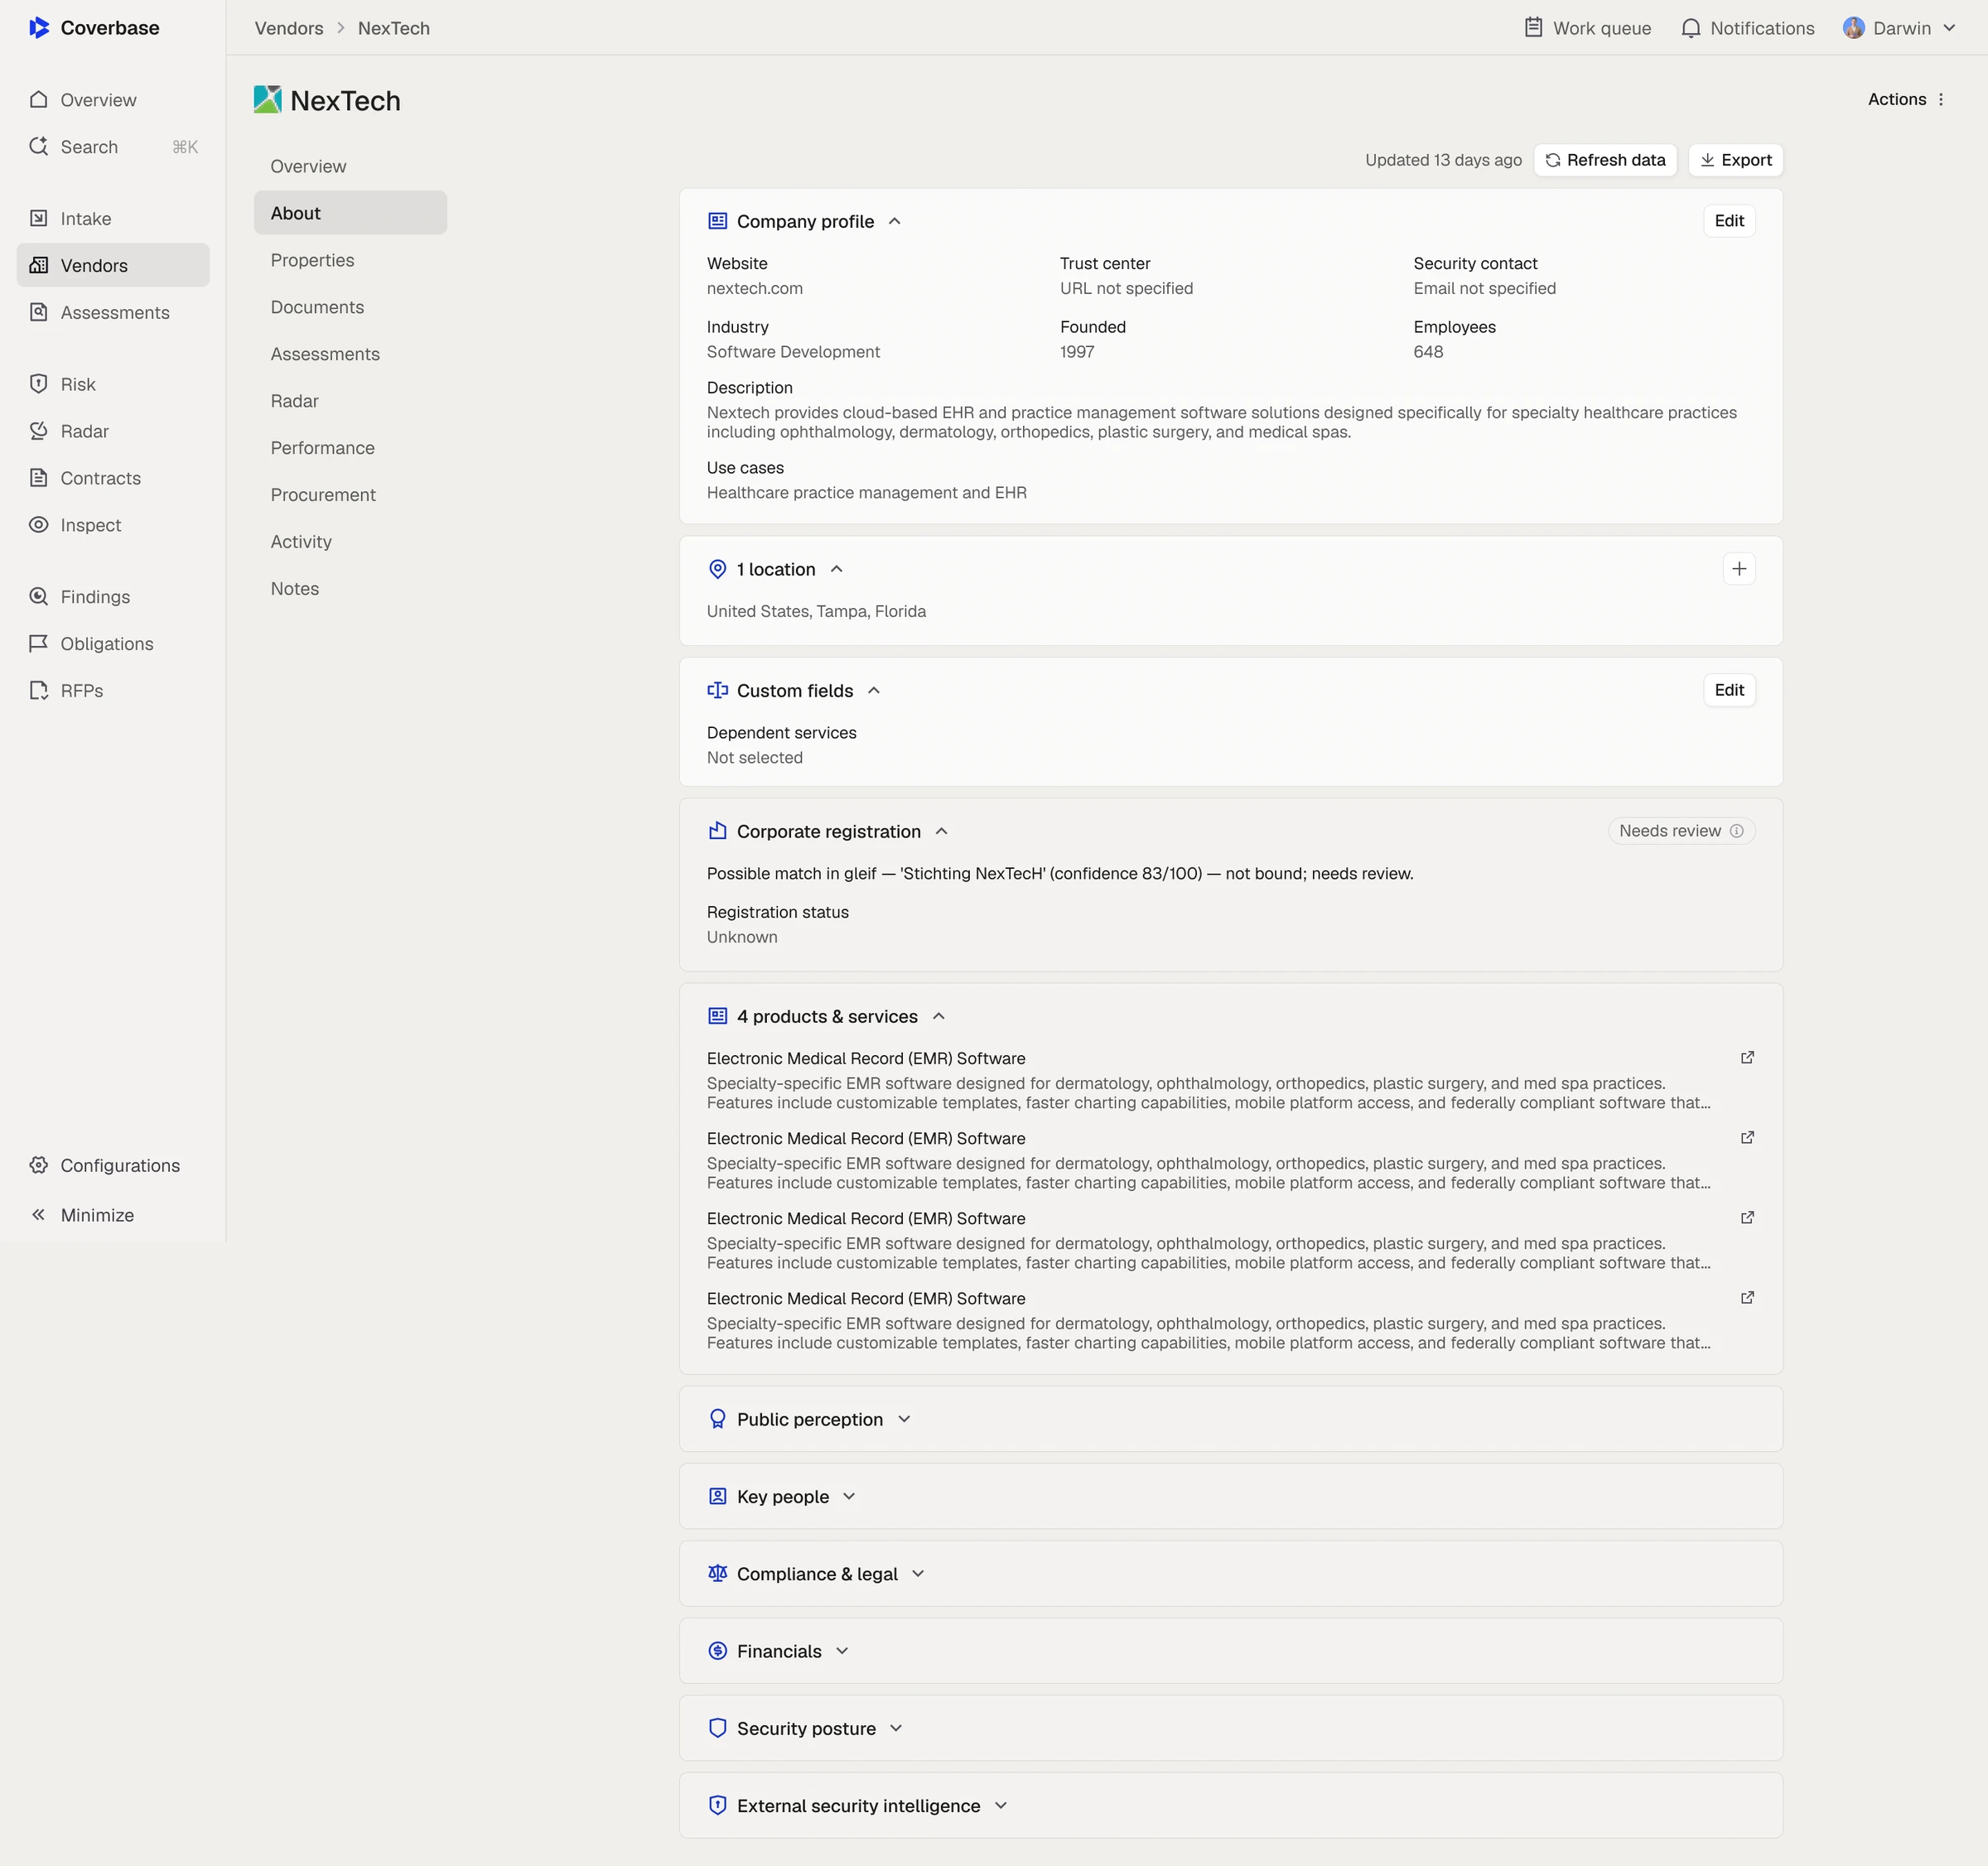 Coverbase
Vendors > NexTech
Work queue
Notifications
Darwin
Overview
Search ⌘K
Intake
Vendors
Assessments
Risk
Radar
Contracts
Inspect
Findings
Obligations
RFPs
Configurations
Minimize
NexTech
Actions
Overview
About
Properties
Documents
Assessments
Radar
Performance
Procurement
Activity
Notes
Updated 13 days ago
Refresh data
Export
Company profile
Edit
Website
nextech.com
Trust center
URL not specified
Security contact
Email not specified
Industry
Software Development
Founded
1997
Employees
648
Description
Nextech provides cloud-based EHR and practice management software solutions designed specifically for specialty healthcare practices
including ophthalmology, dermatology, orthopedics, plastic surgery, and medical spas.
Use cases
Healthcare practice management and EHR
1 location
United States, Tampa, Florida
Custom fields
Edit
Dependent services
Not selected
Corporate registration
Needs review
Possible match in gleif — 'Stichting NexTecH' (confidence 83/100) — not bound; needs review.
Registration status
Unknown
4 products & services
Electronic Medical Record (EMR) Software
Specialty-specific EMR software designed for dermatology, ophthalmology, orthopedics, plastic surgery, and med spa practices.
Features include customizable templates, faster charting capabilities, mobile platform access, and federally compliant software that...
Electronic Medical Record (EMR) Software
Specialty-specific EMR software designed for dermatology, ophthalmology, orthopedics, plastic surgery, and med spa practices.
Features include customizable templates, faster charting capabilities, mobile platform access, and federally compliant software that...
Electronic Medical Record (EMR) Software
Specialty-specific EMR software designed for dermatology, ophthalmology, orthopedics, plastic surgery, and med spa practices.
Features include customizable templates, faster charting capabilities, mobile platform access, and federally compliant software that...
Electronic Medical Record (EMR) Software
Specialty-specific EMR software designed for dermatology, ophthalmology, orthopedics, plastic surgery, and med spa practices.
Features include customizable templates, faster charting capabilities, mobile platform access, and federally compliant software that...
Public perception
Key people
Compliance & legal
Financials
Security posture
External security intelligence